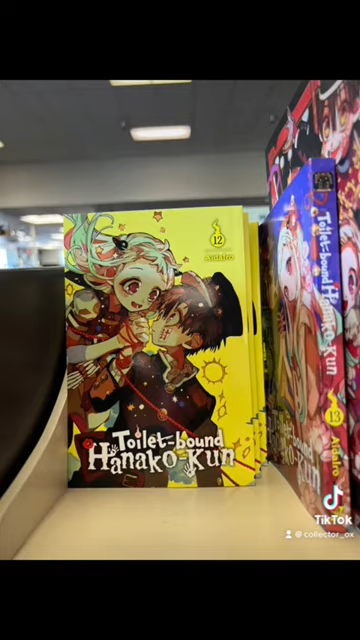 12
AidaIro
Toilet-bound
Hanako-Kun
Toilet-bound Hanako-Kun
13
AidaIro
TikTok
@collector_ox